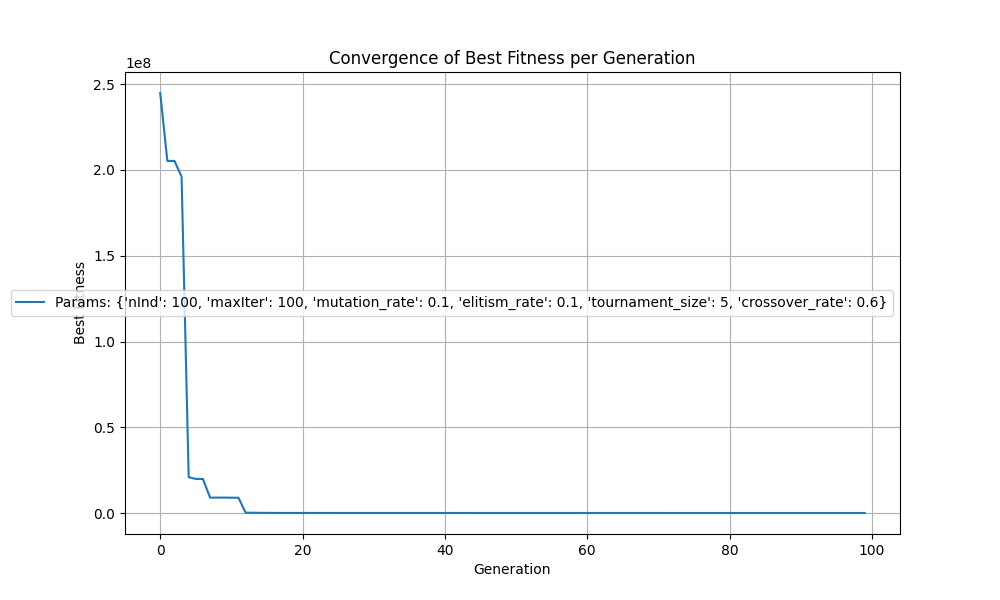 Convergence of Best Fitness per Generation
1e8
2.5
2.0
1.5
Params: {'nInd': 100, 'maxIter': 100, 'mutation_rate': 0.1, 'elitism_rate': 0.1, 'tournament_size': 5, 'crossover_rate': 0.6}
Best Fitness
1.0
0.5
0.0
0 20 40 60 80 100
Generation